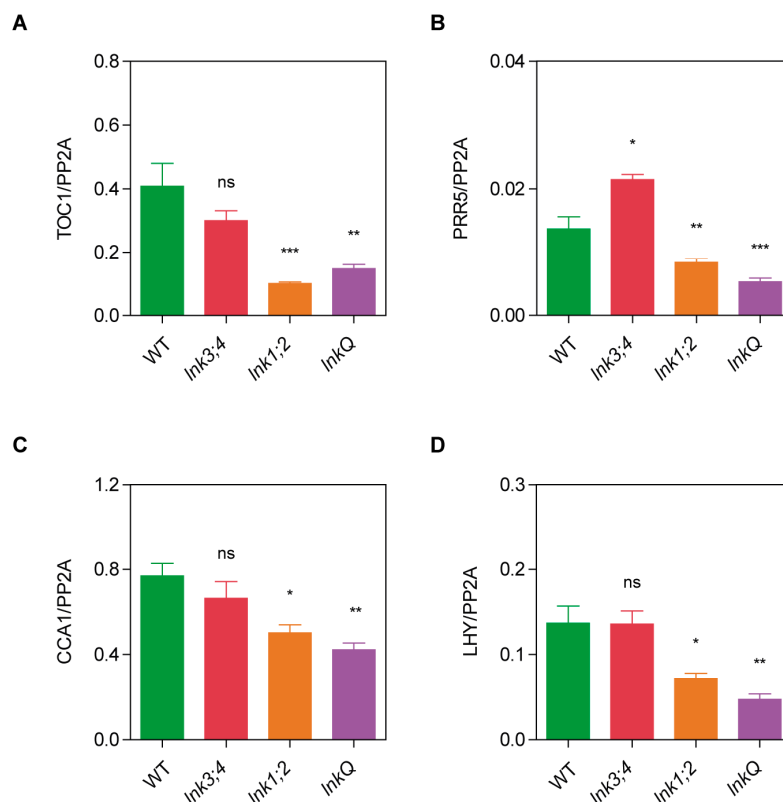 A
TOC1/PP2A
0.8
0.6
0.4
0.2
0.0
ns
***
**
WT
lnk3;4
lnk1;2
lnkQ
B
PRR5/PP2A
0.04
0.02
0.00
*
**
***
WT
lnk3;4
lnk1;2
lnkQ
C
CCA1/PP2A
1.2
0.8
0.4
0.0
ns
*
**
WT
lnk3;4
lnk1;2
lnkQ
D
LHY/PP2A
0.3
0.2
0.1
0.0
ns
*
**
WT
lnk3;4
lnk1;2
lnkQ